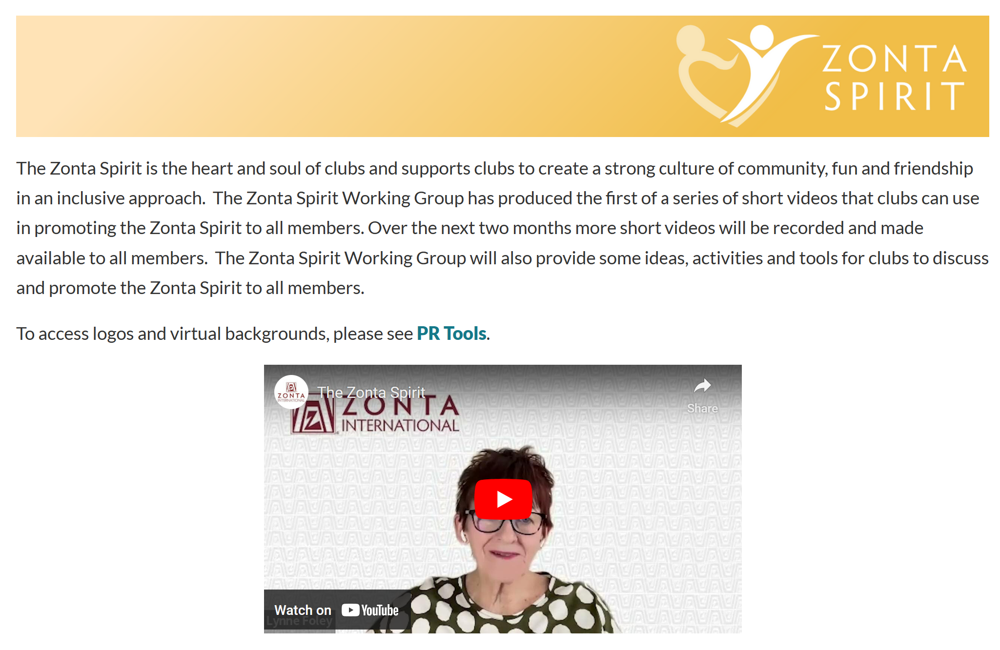 ZONTA
SPIRIT
The Zonta Spirit is the heart and soul of clubs and supports clubs to create a strong culture of community, fun and friendship
in an inclusive approach.  The Zonta Spirit Working Group has produced the first of a series of short videos that clubs can use
in promoting the Zonta Spirit to all members. Over the next two months more short videos will be recorded and made
available to all members.  The Zonta Spirit Working Group will also provide some ideas, activities and tools for clubs to discuss
and promote the Zonta Spirit to all members.
To access logos and virtual backgrounds, please see PR Tools.
ZONTA
INTERNATIONAL
The Zonta Spirit
Share
ZONTA
INTERNATIONAL
Watch on YouTube
Lynne Foley